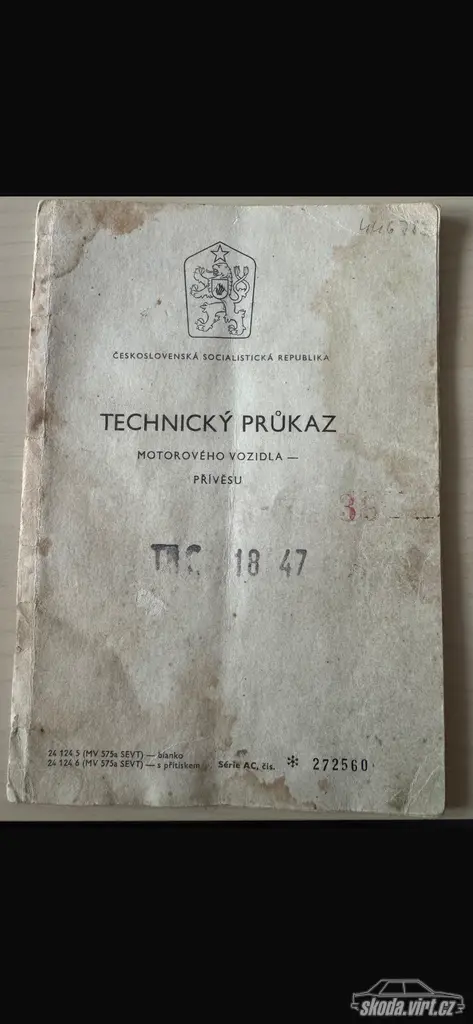 ČESKOSLOVENSKÁ SOCIALISTICKÁ REPUBLIKA
TECHNICKÝ PRŮKAZ
MOTOROVÉHO VOZIDLA —
PŘÍVĚSU
18 47
24 124 5 (MV 575a SEVT) — blanko
24 124 6 (MV 575a SEVT) — s přítiskem Série AC, čís. * 272560
skoda.virt.cz